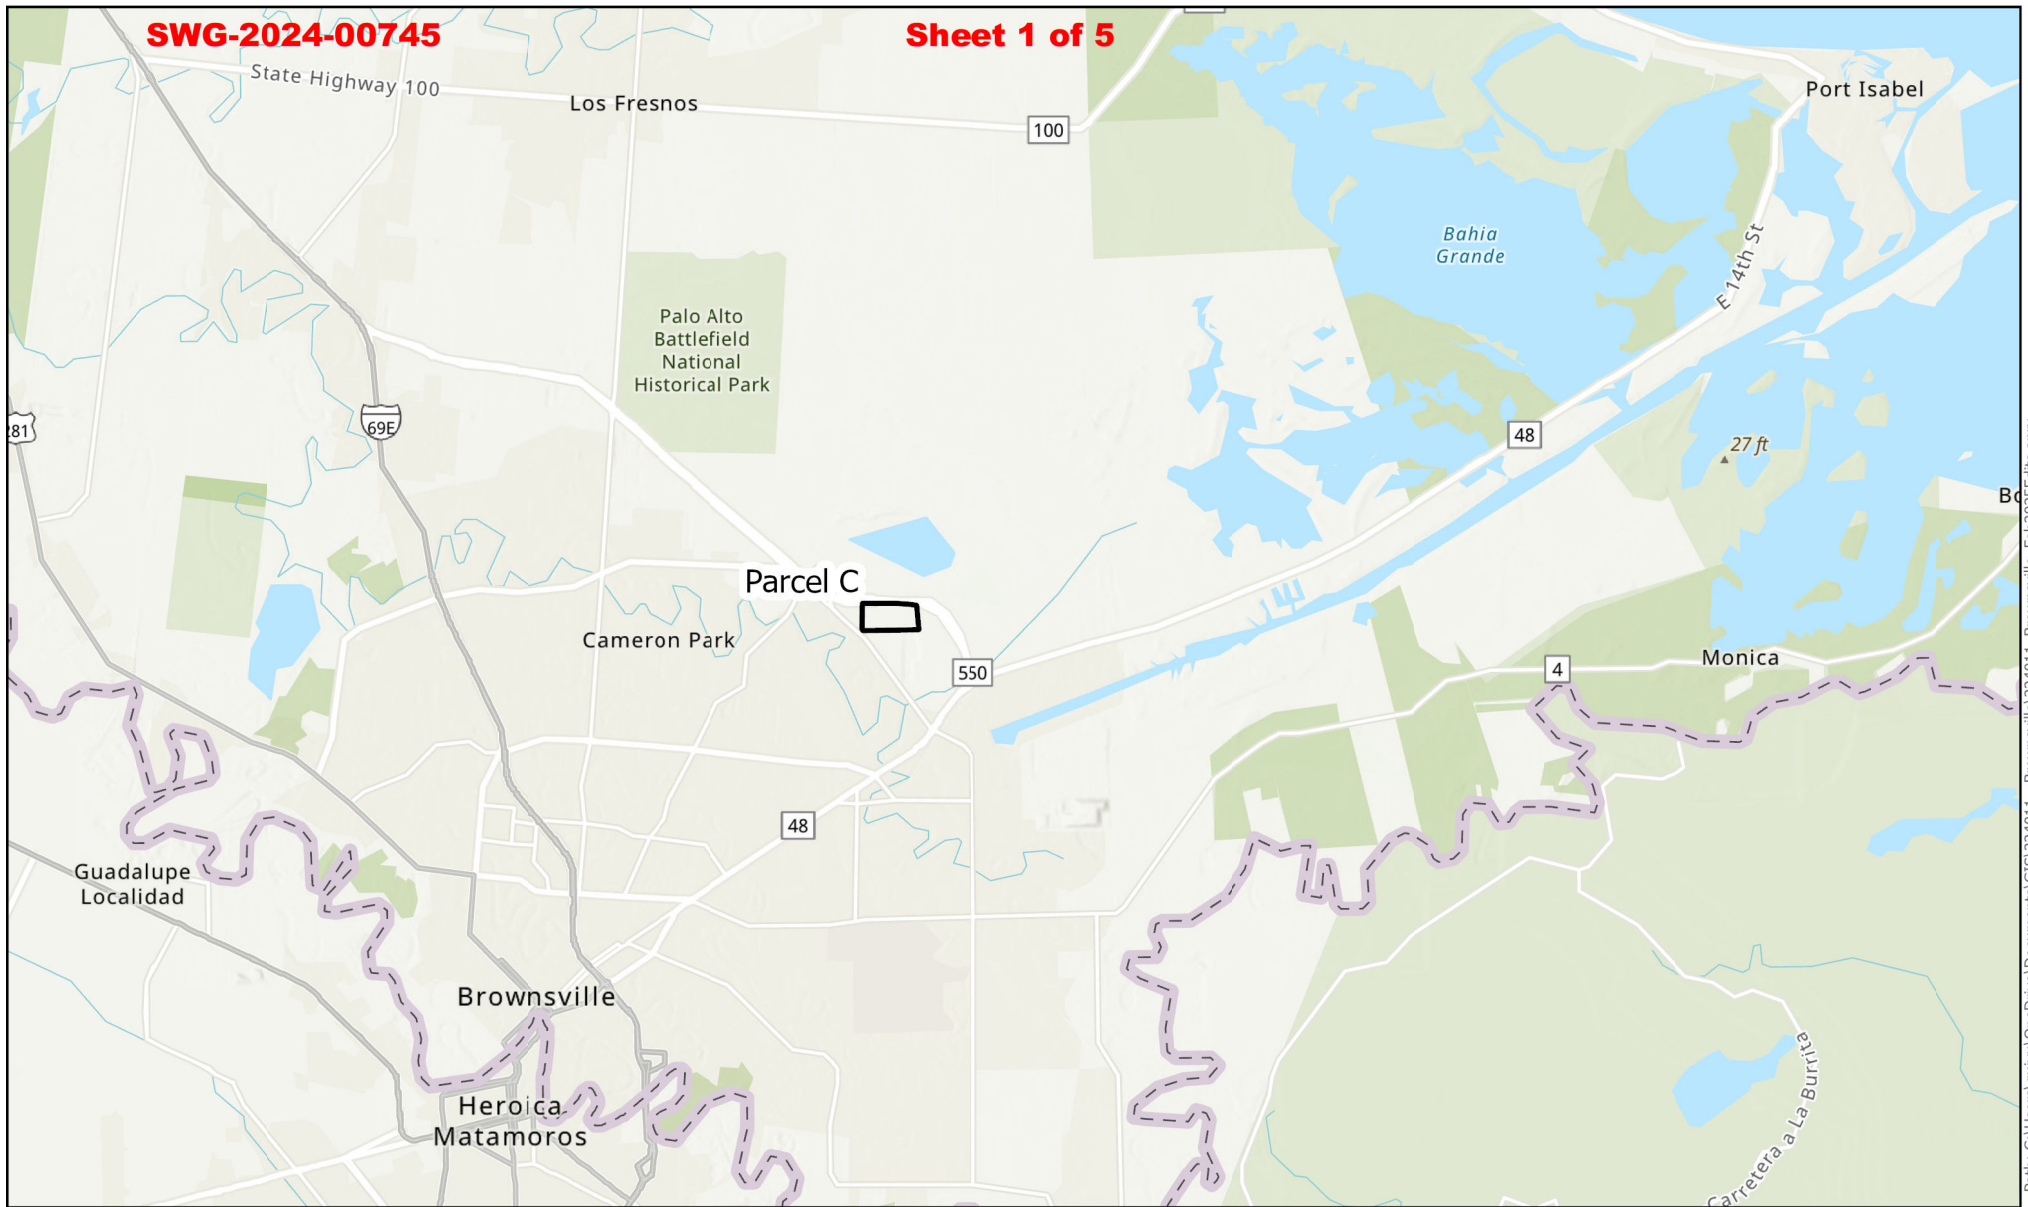 SWG-2024-00745
Sheet 1 of 5
State Highway 100
Los Fresnos
100
Port Isabel
Bahia
Grande
E 14th St
Palo Alto
Battlefield
National
Historical Park
69E
281
48
27 ft
Parcel C
Cameron Park
550
4
Monica
48
Guadalupe
Localidad
Brownsville
Heroica
Matamoros
Carretera a La Burrita